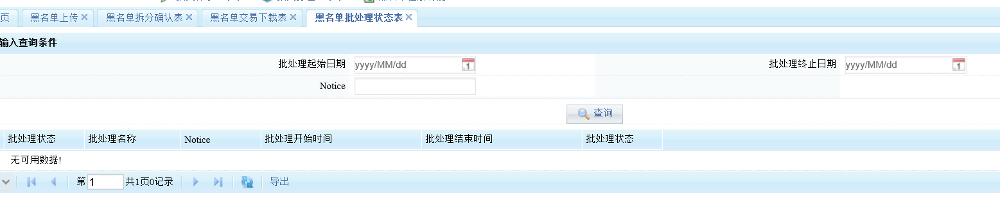 页 黑名单上传 黑名单拆分确认表 黑名单交易下载表 黑名单批处理状态表
输入查询条件
批处理起始日期 yyyy/MM/dd 1 批处理终止日期 yyyy/MM/dd 1
Notice
查询
批处理状态 批处理名称 Notice 批处理开始时间 批处理结束时间 批处理状态
无可用数据!
第 1 共1页0记录 导出